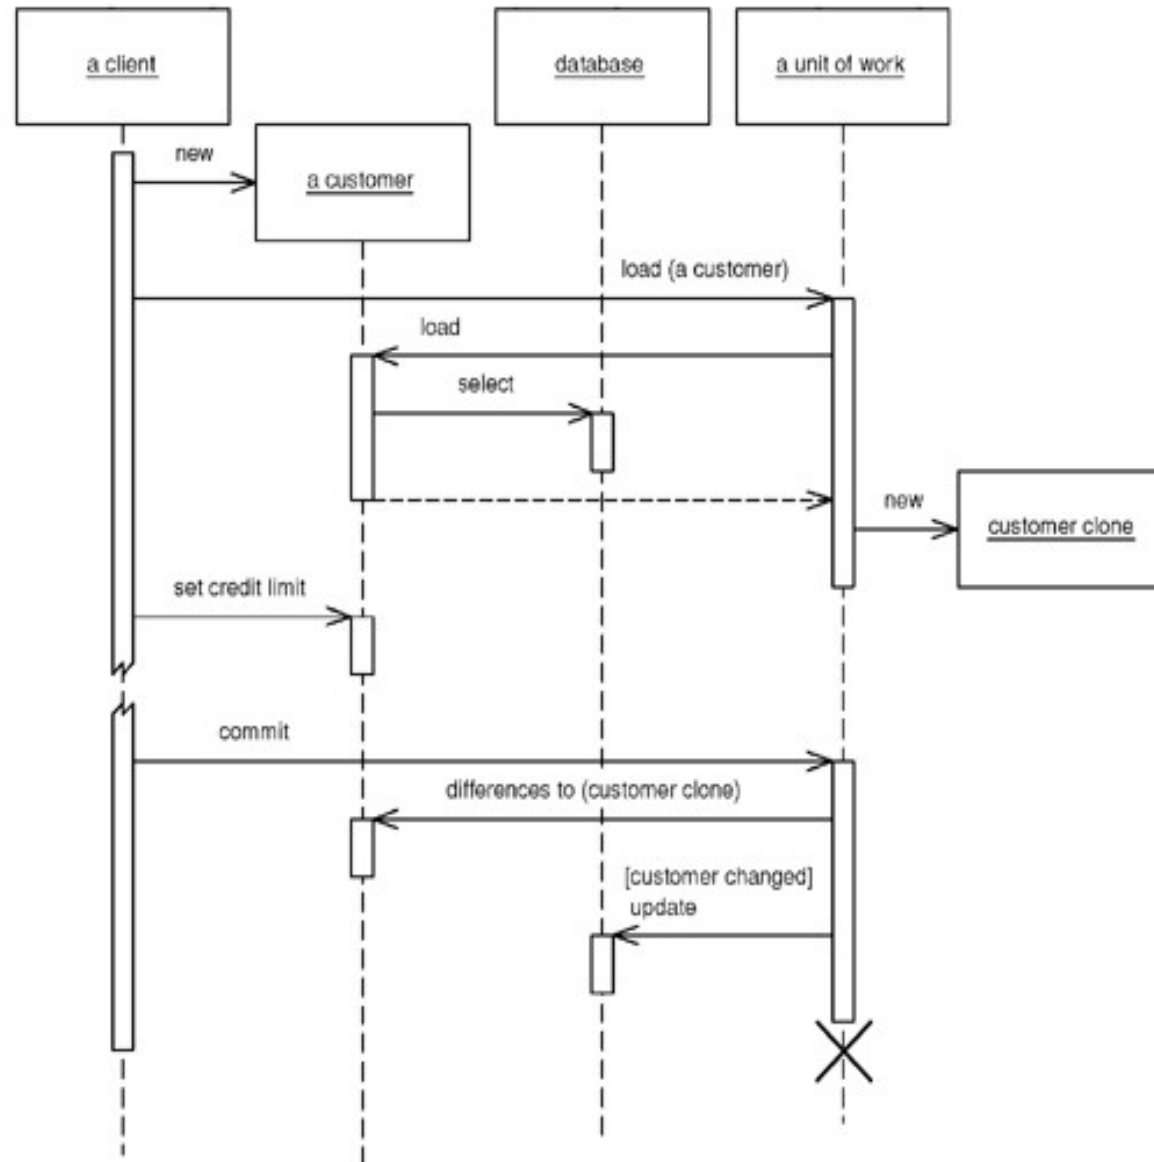 a client
database
a unit of work
new
a customer
load (a customer)
load
select
new
customer clone
set credit limit
commit
differences to (customer clone)
[customer changed]
update